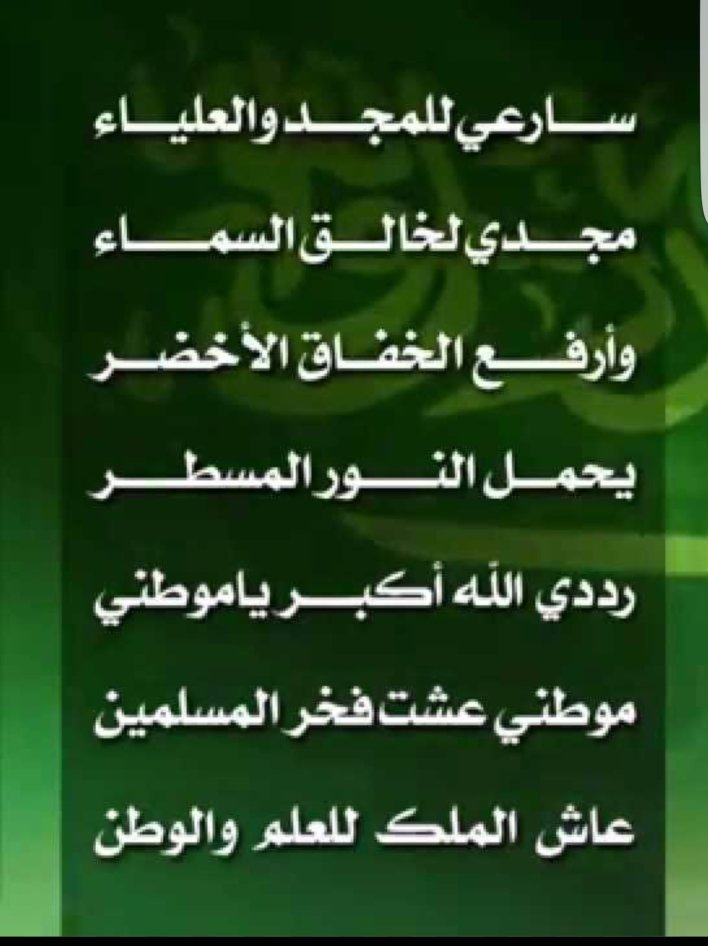 سارعي للمجد والعلياء
مجدي لخالق السماء
وأرفع الخفاق الأخضر
يحمل النور المسطر
رددي الله أكبر ياموطني
موطني عشت فخر المسلمين
عاش الملك للعلم والوطن